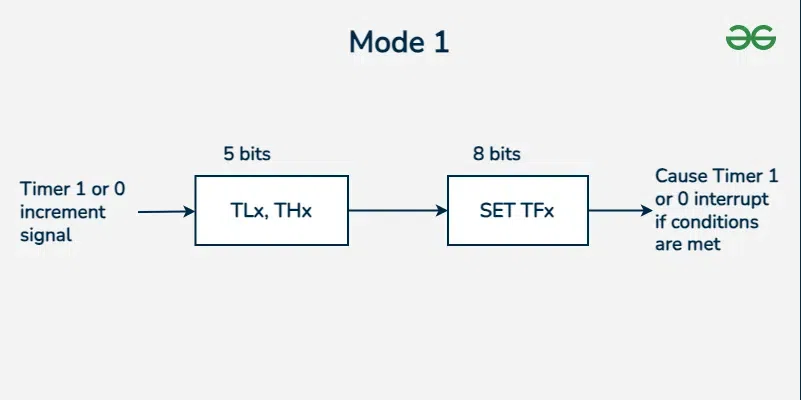 Mode 1
5 bits
8 bits
Timer 1 or 0
increment
signal
TLx, THx
SET TFx
Cause Timer 1
or 0 interrupt
if conditions
are met